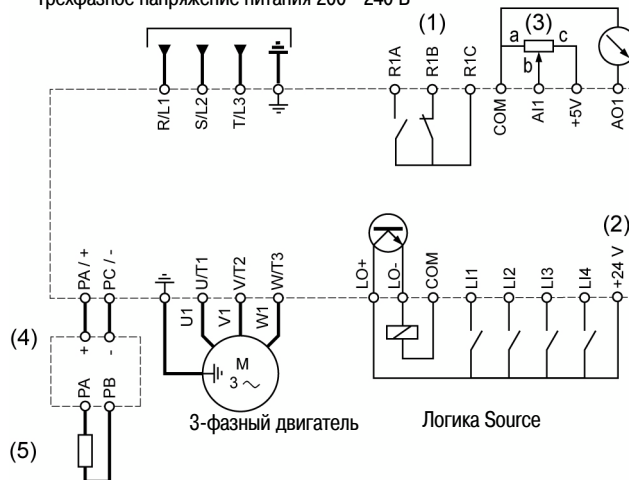 Трехфазное напряжение питания 200 - 240 В
(1)
(3)
R1A
R1B
R1C
a
c
b
R/L1
S/L2
T/L3
COM
AI1
+5V
AO1
(2)
PA / +
PC / -
U/T1
V/T2
W/T3
LO+
LO-
COM
LI1
LI2
LI3
LI4
+24 V
U1
V1
W1
(4)
+
-
M
3 ~
PA
PB
3-фазный двигатель
Логика Source
(5)